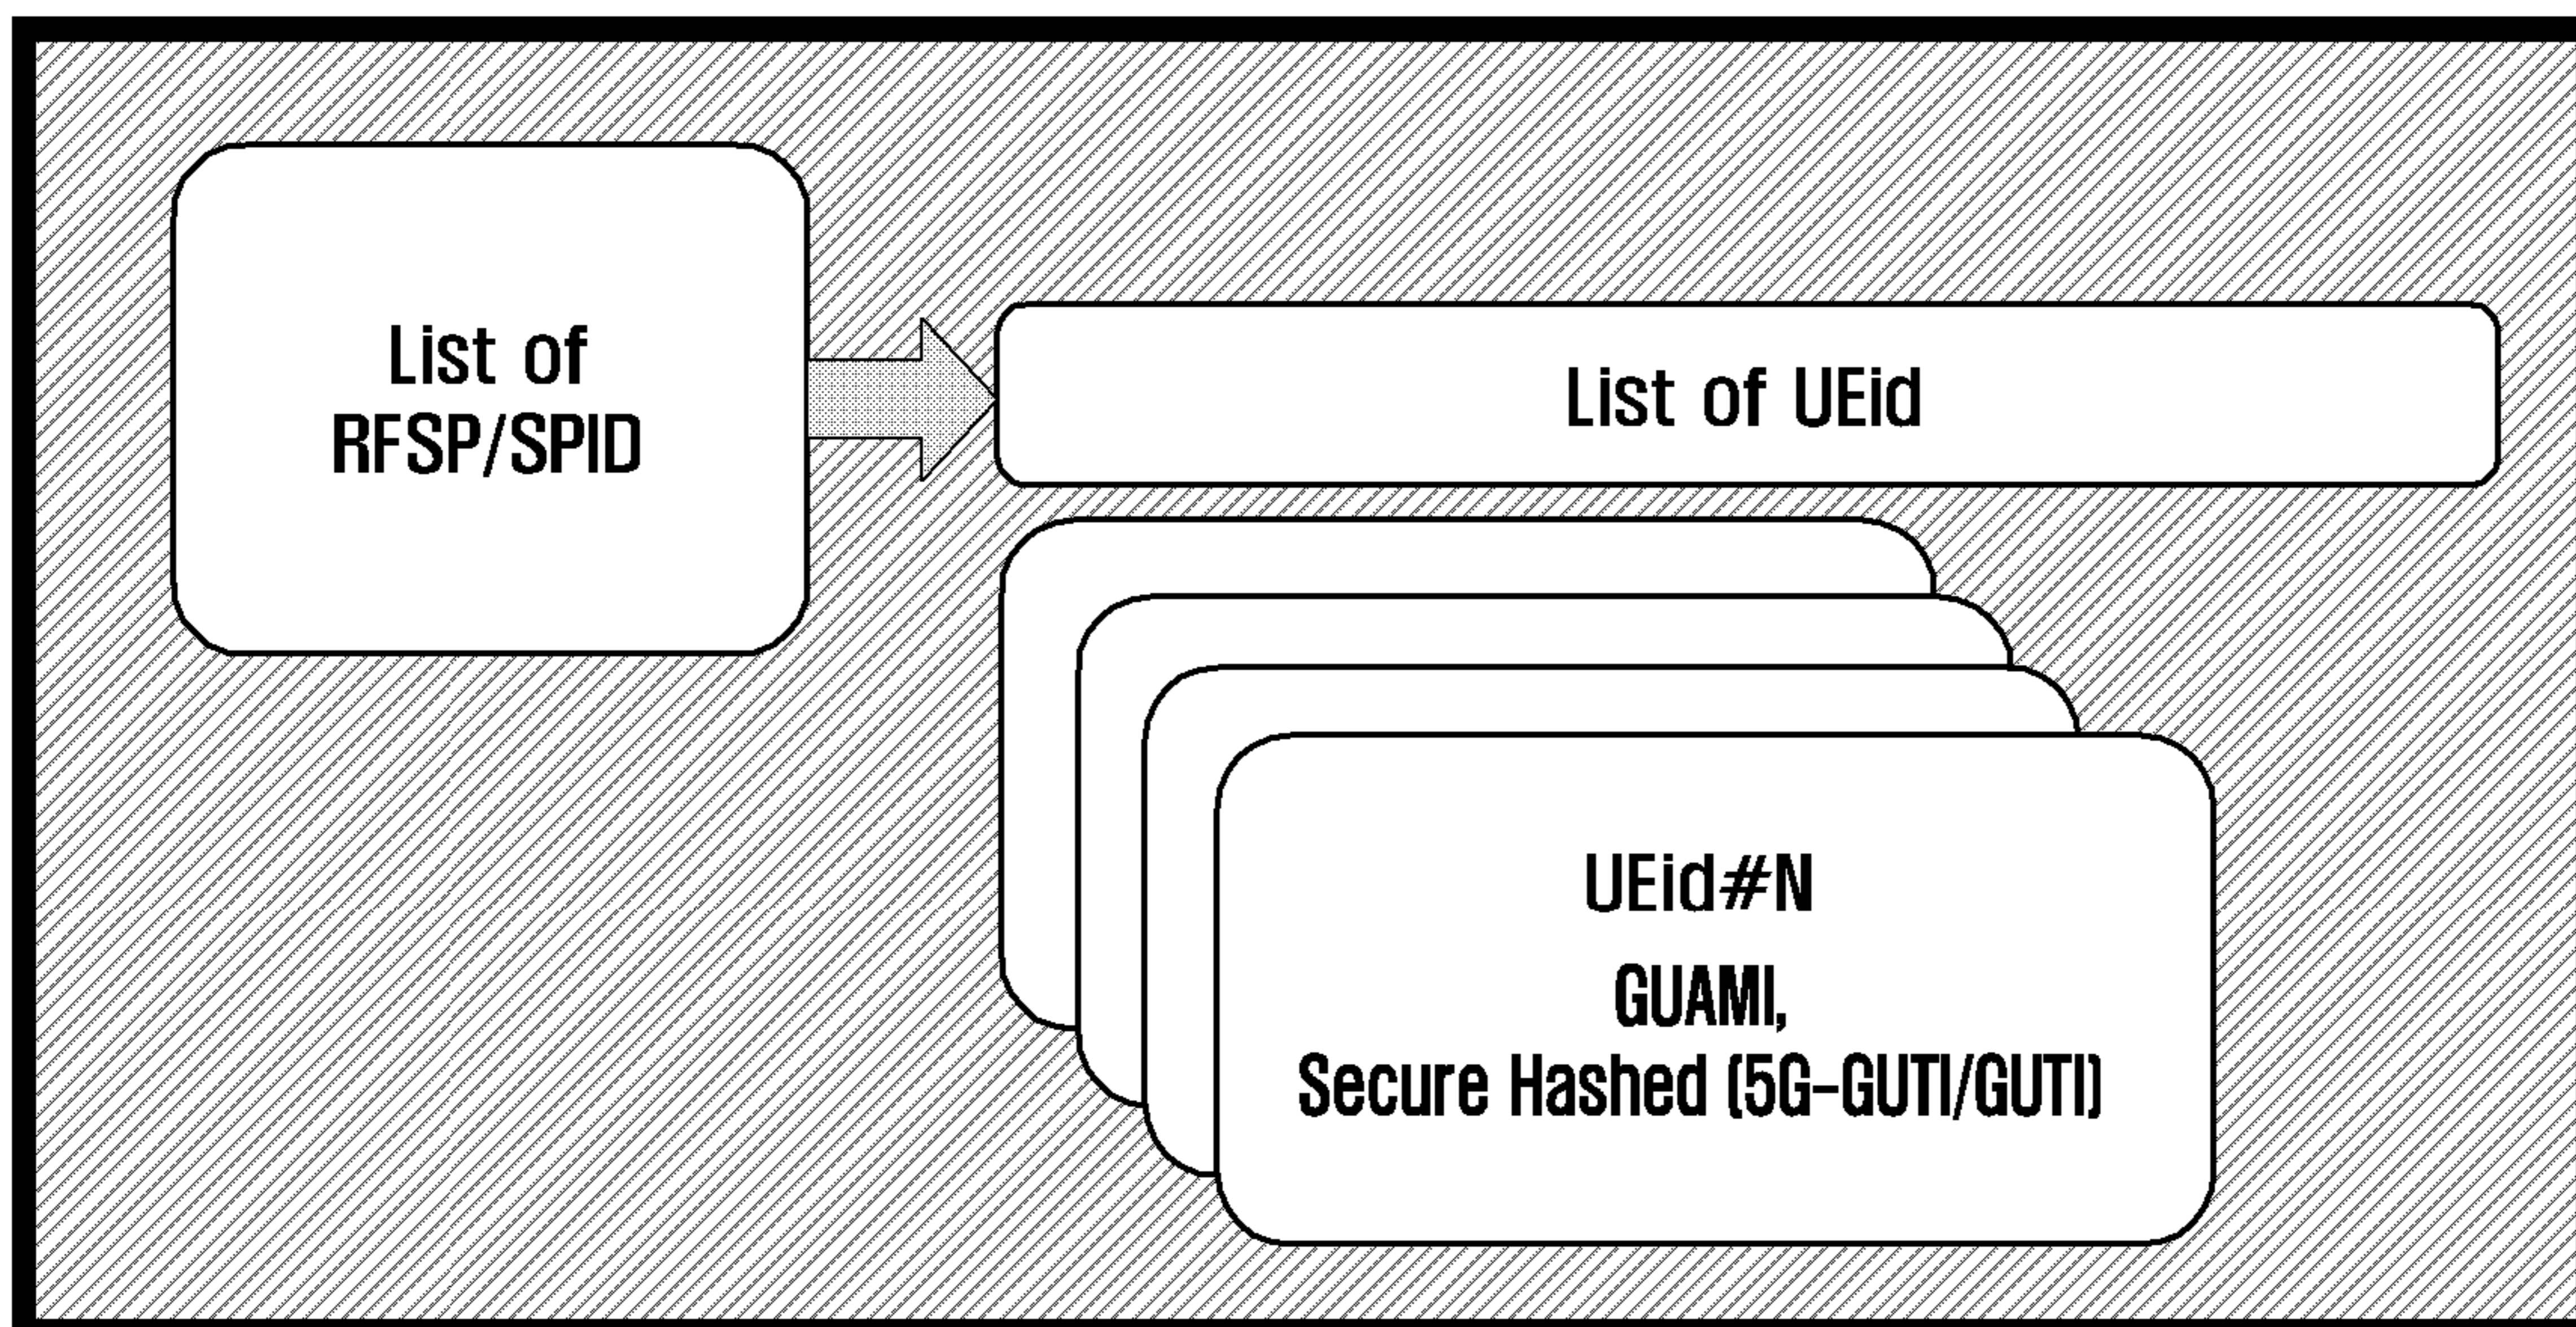 List of
RFSP/SPID
List of UEid
UEid#N
GUAMI,
Secure Hashed (5G-GUTI/GUTI)